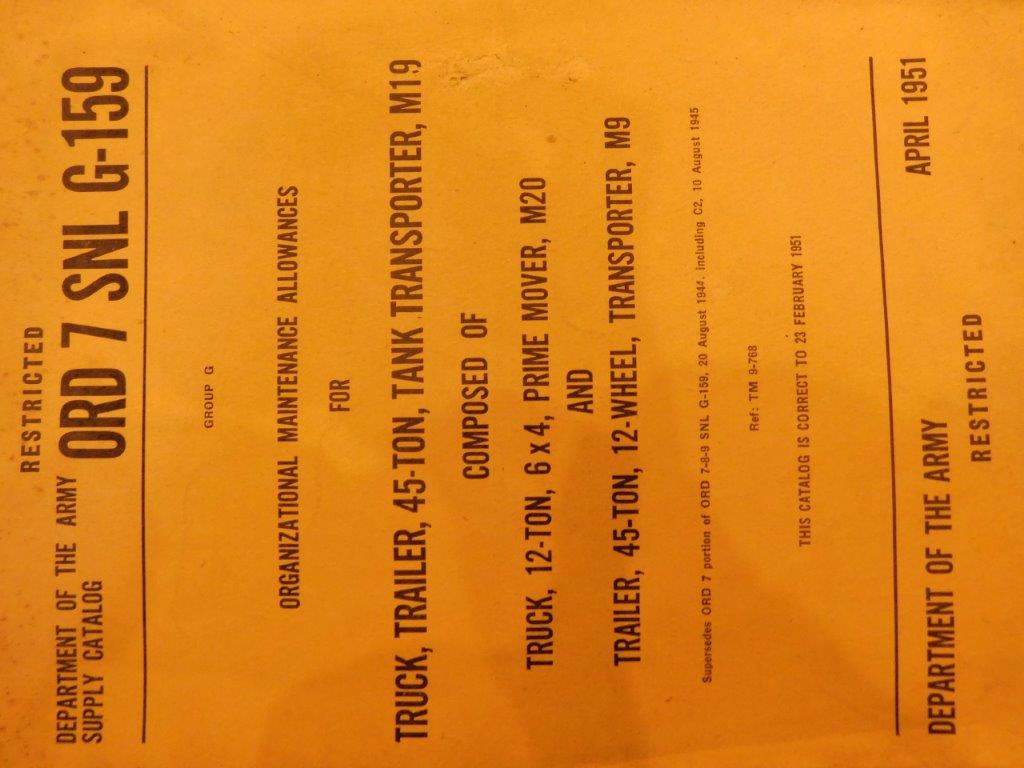 RESTRICTED
DEPARTMENT OF THE ARMY
SUPPLY CATALOG
ORD 7 SNL G-159
GROUP G
ORGANIZATIONAL MAINTENANCE ALLOWANCES
FOR
TRUCK, TRAILER, 45-TON, TANK TRANSPORTER, M19
COMPOSED OF
TRUCK, 12-TON, 6 x 4, PRIME MOVER, M20
AND
TRAILER, 45-TON, 12-WHEEL, TRANSPORTER, M9
Supersedes ORD 7 portion of ORD 7-8-9 SNL G-159, 20 August 1944, including C2, 10 August 1945
Ref: TM 9-768
THIS CATALOG IS CORRECT TO 23 FEBRUARY 1951
DEPARTMENT OF THE ARMY
APRIL 1951
RESTRICTED